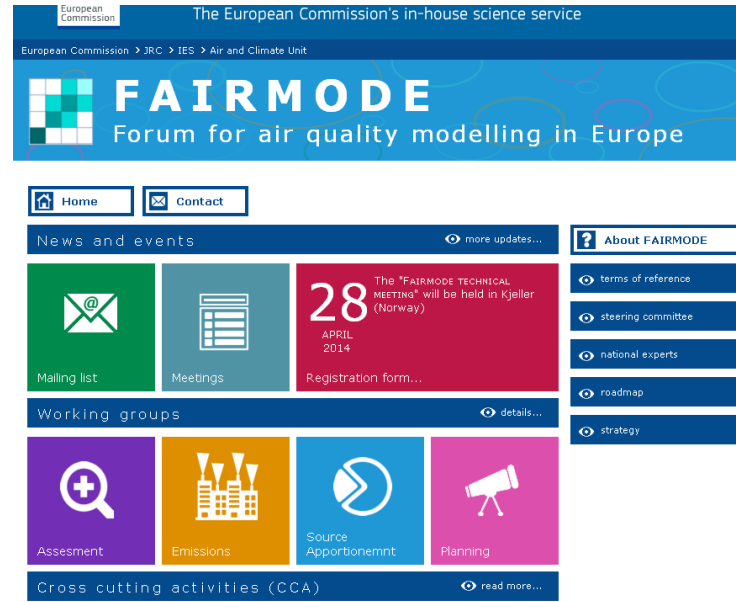 European
Commission
The European Commission's in-house science service
European Commission > JRC > IES > Air and Climate Unit
FAIRMODE
Forum for air quality modelling in Europe
Home
Contact
News and events
more updates...
? About FAIRMODE
terms of reference
steering committee
national experts
roadmap
strategy
@
Mailing list
Meetings
28
APRIL
2014
The "FAIRMODE TECHNICAL
MEETING" will be held in Kjeller
(Norway)
Registration form...
Working groups
details...
Assesment
Emissions
Source
Apportionemnt
Planning
Cross cutting activities (CCA)
read more...